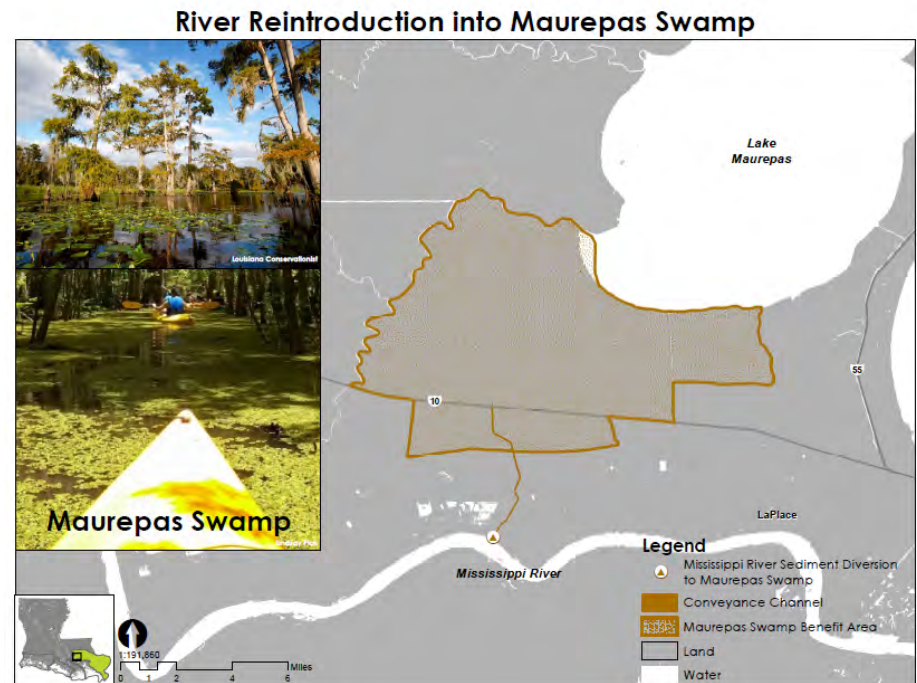 River Reintroduction into Maurepas Swamp
Louisiana Conservationist
Maurepas Swamp
Lake
Maurepas
55
10
LaPlace
Mississippi River
Legend
Mississippi River Sediment Diversion
to Maurepas Swamp
Conveyance Channel
Maurepas Swamp Benefit Area
Land
Water
1:191,860
0 1 2 4 6 Miles